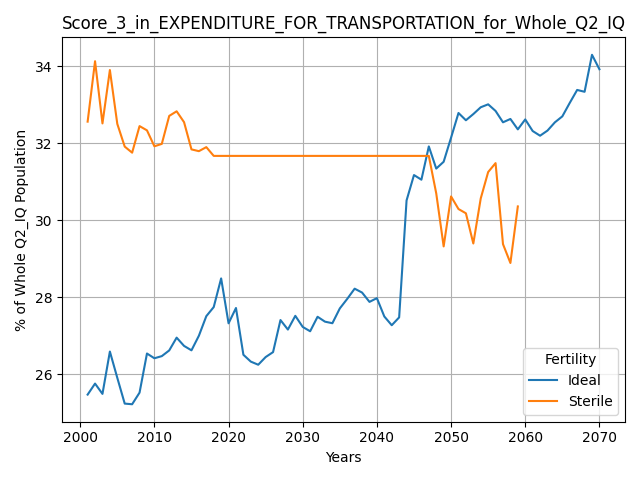 Score_3_in_EXPENDITURE_FOR_TRANSPORTATION_for_Whole_Q2_IQ
% of Whole Q2_IQ Population
34
32
30
28
26
2000 2010 2020 2030 2040 2050 2060 2070
Years
Fertility
Ideal
Sterile